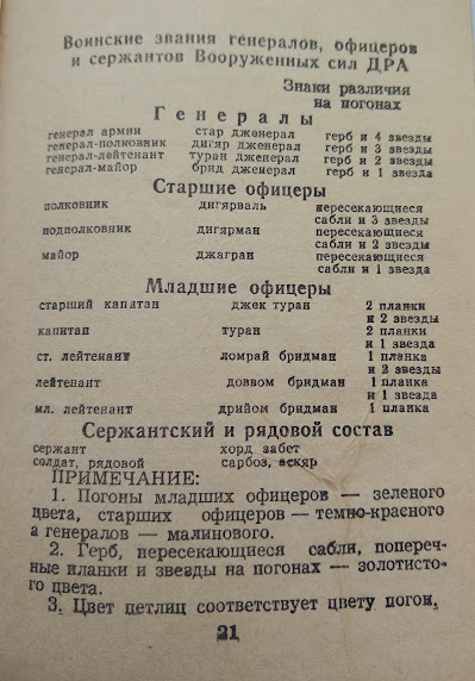 Воинские звания генералов, офицеров
и сержантов Вооруженных сил ДРА
Знаки различия
на погонах
Генералы
генерал армии стар дженерал герб и 4 звезды
генерал-полковник дигяр дженерал герб и 3 звезды
генерал-лейтенант туран дженерал герб и 2 звезды
генерал-майор брид дженерал герб и 1 звезда
Старшие офицеры
полковник дигярваль пересекающиеся
сабли и 3 звезды
подполковник дигярман пересекающиеся
сабли и 2 звезды
майор джагран пересекающиеся
сабли и 1 звезда
Младшие офицеры
старший капитан джек туран 2 планки
и 2 звезды
капитан туран 2 планки
и 1 звезда
ст. лейтенант ломрай бридман 1 планка
и 2 звезды
лейтенант доввом бридман 1 планка
и 1 звезда
мл. лейтенант дрийом бридман 1 планка
Сержантский и рядовой состав
сержант хорд забет
солдат, рядовой сарбоз, аскяр
ПРИМЕЧАНИЕ:
1. Погоны младших офицеров — зеленого
цвета, старших офицеров — темно-красного
а генералов — малинового.
2. Герб, пересекающиеся сабли, попереч-
ные планки и звезды на погонах — золотисто-
го цвета.
3. Цвет петлиц соответствует цвету погон.
21